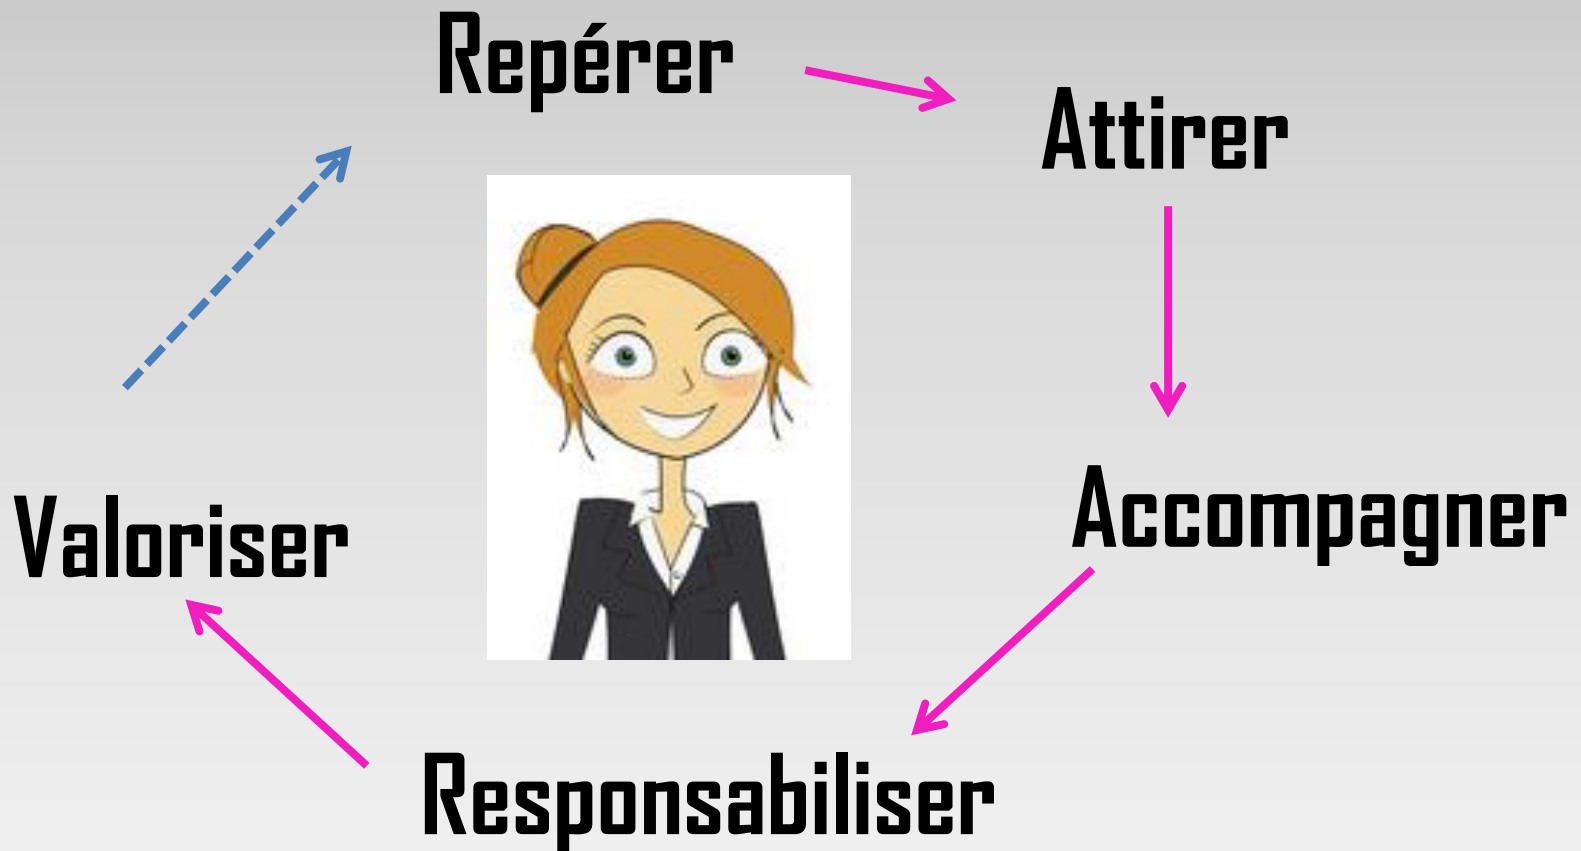 Repérer
Attirer
Accompagner
Responsabiliser
Valoriser